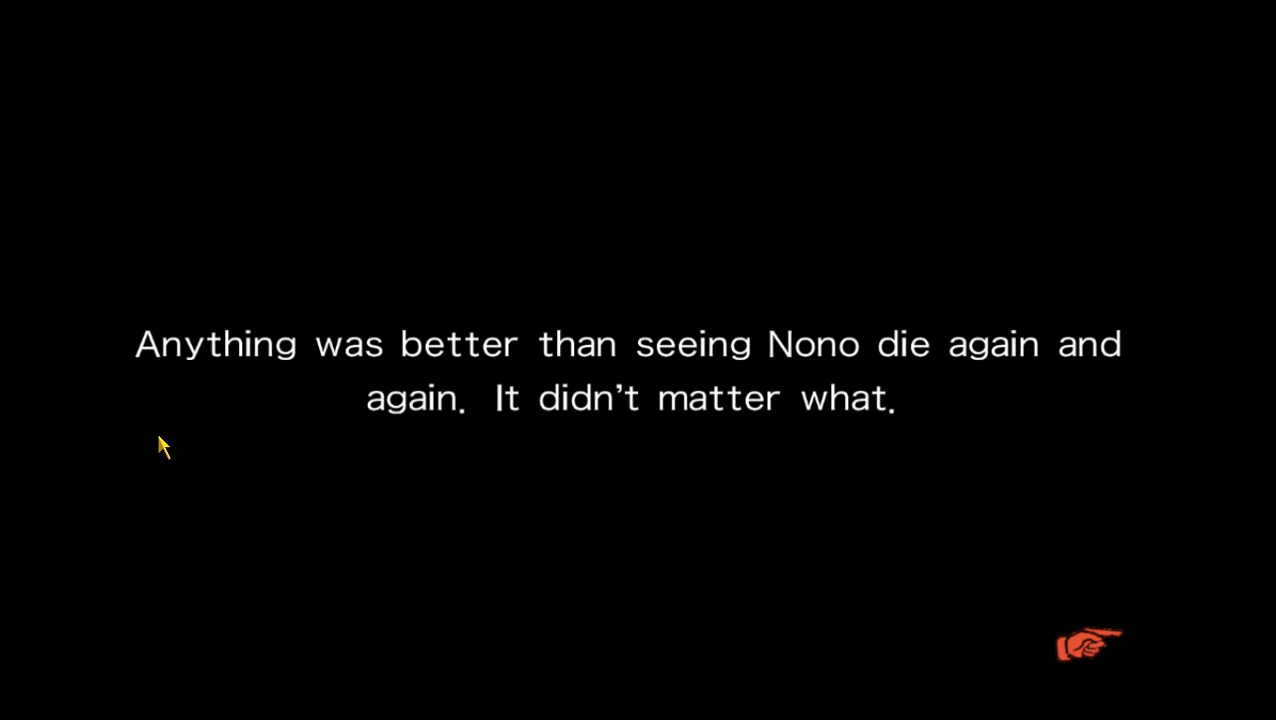 Anything was better than seeing Nono die again and
again. It didn't matter what.